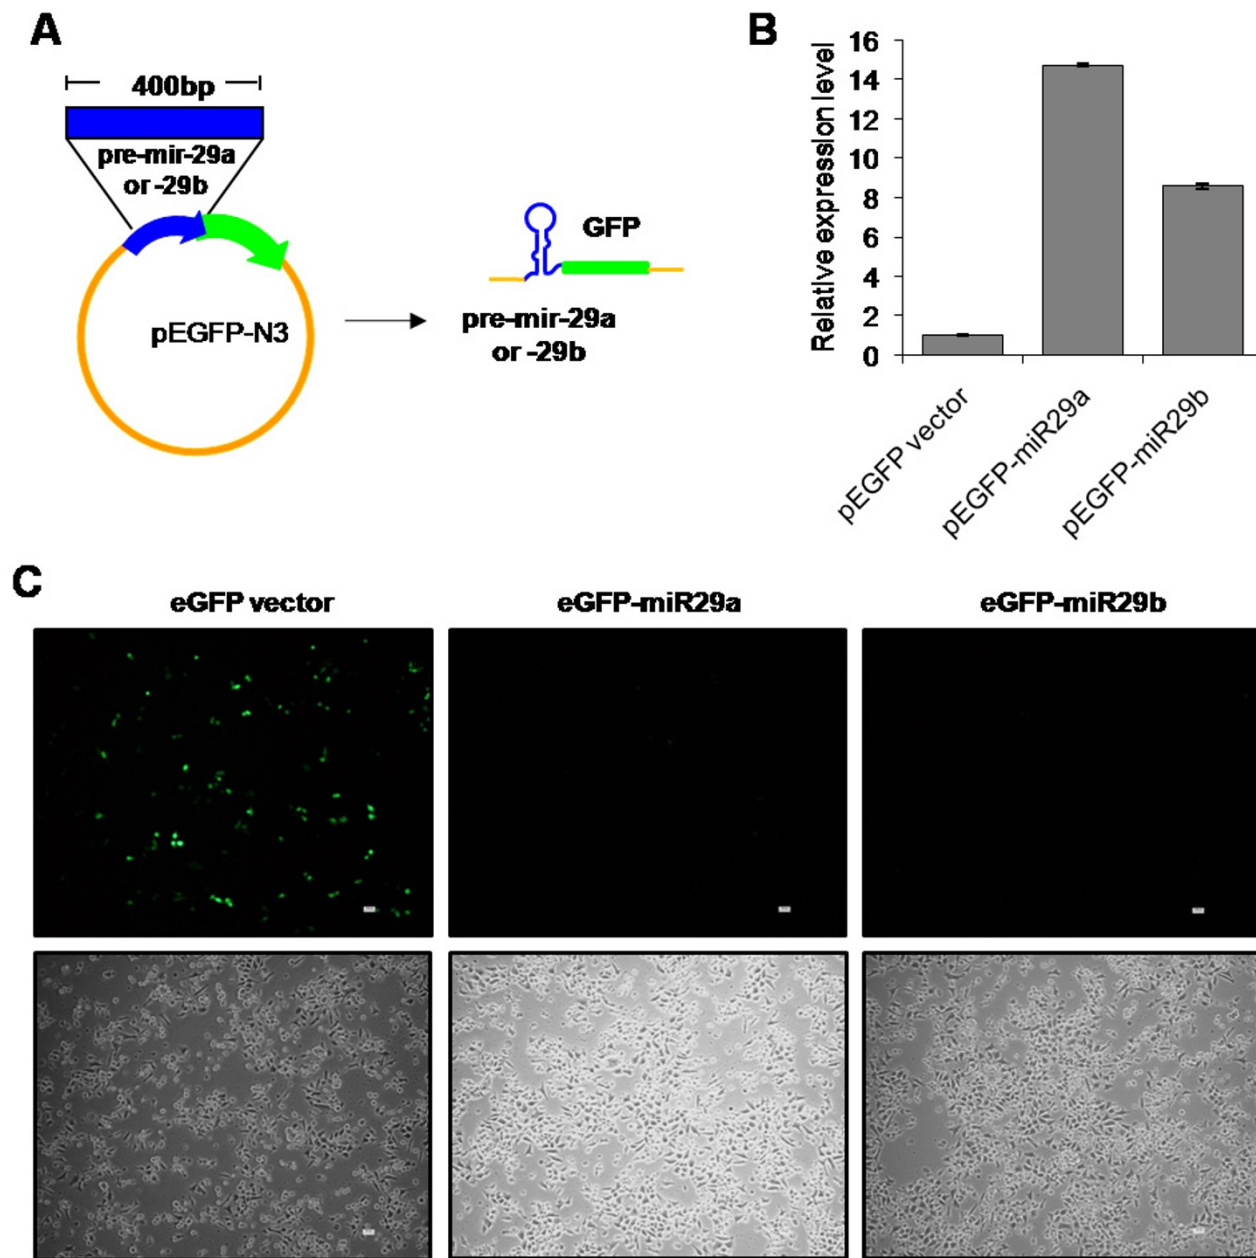 A
400bp
pre-mir-29a
or -29b
pEGFP-N3
GFP
pre-mir-29a
or -29b
B
Relative expression level
16
14
12
10
8
6
4
2
0
pEGFP vector
pEGFP-miR29a
pEGFP-miR29b
C
eGFP vector
eGFP-miR29a
eGFP-miR29b